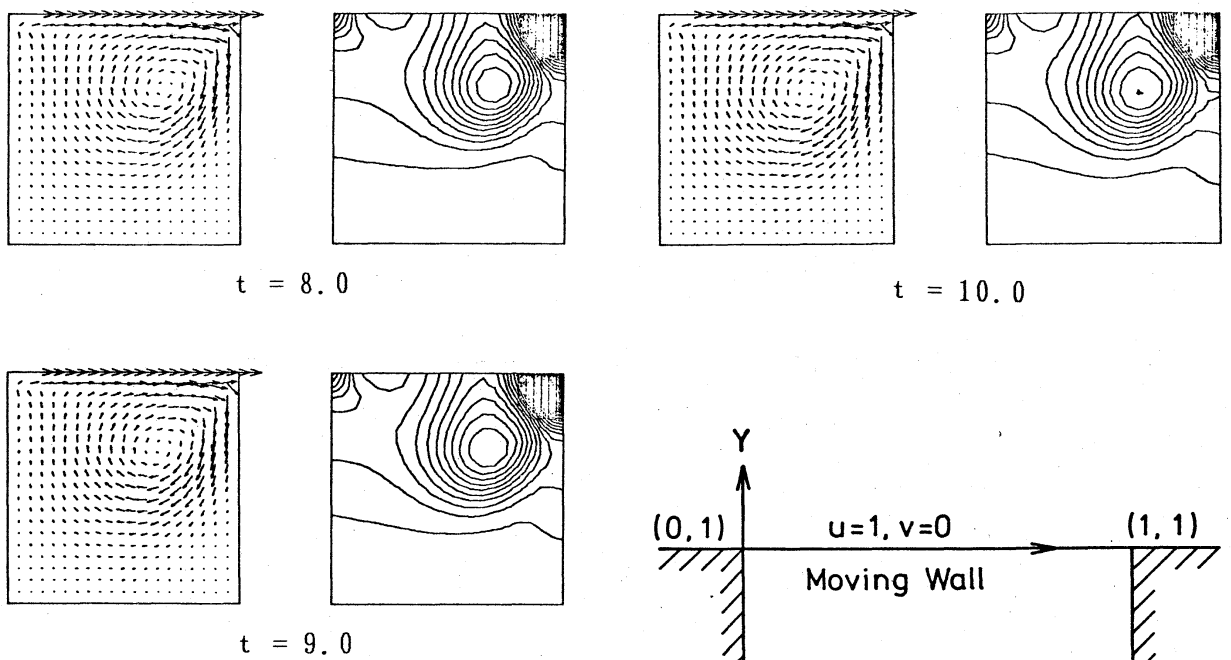 t = 8.0
t = 10.0
t = 9.0
Y
(0,1) u=1, v=0 (1,1)
Moving Wall